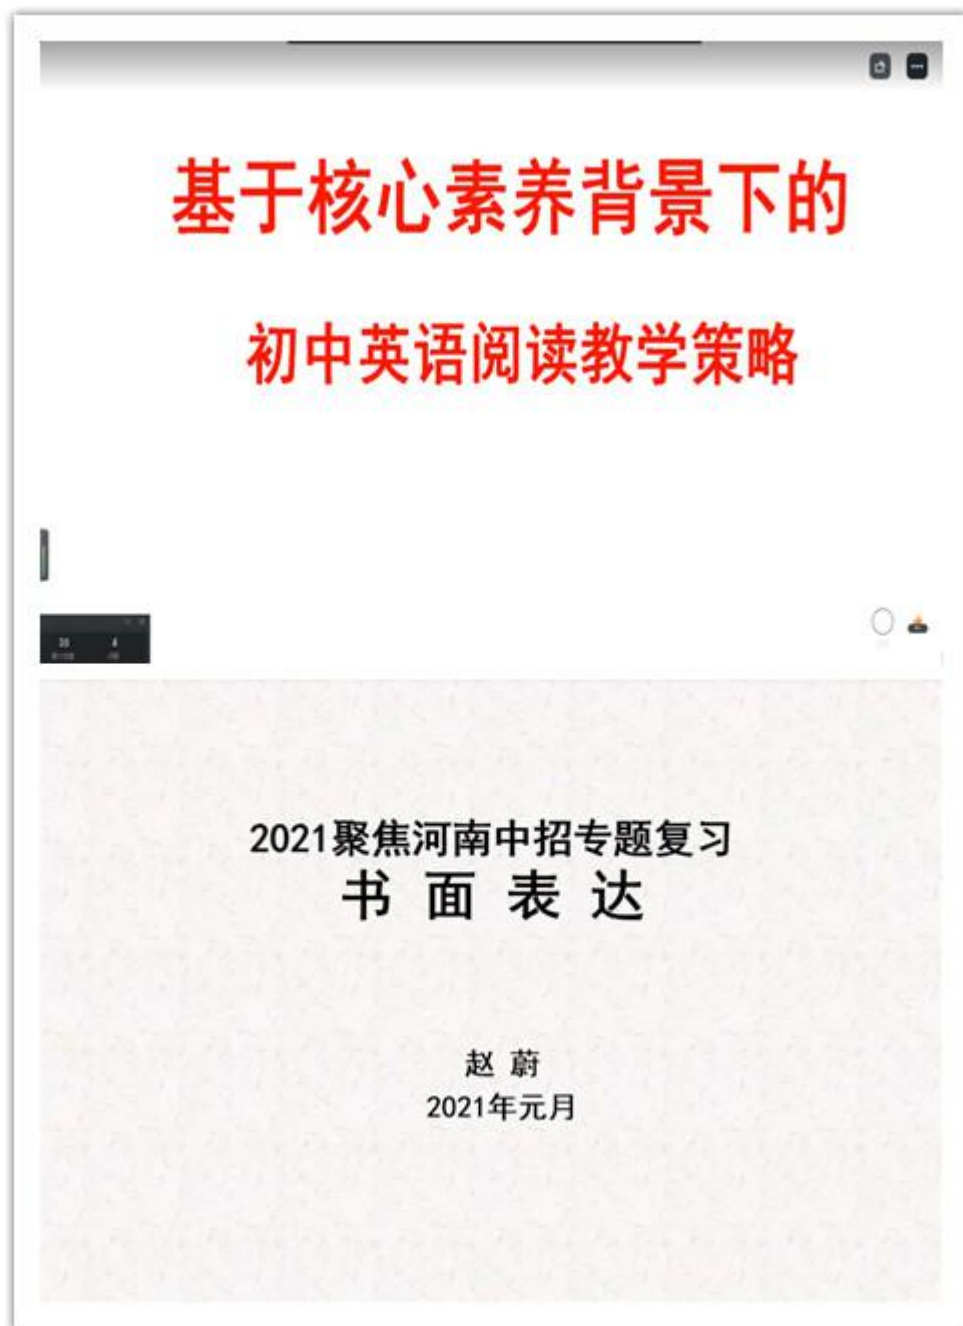 基于核心素养背景下的
初中英语阅读教学策略
2021聚焦河南中招专题复习
书面表达
赵蔚
2021年元月